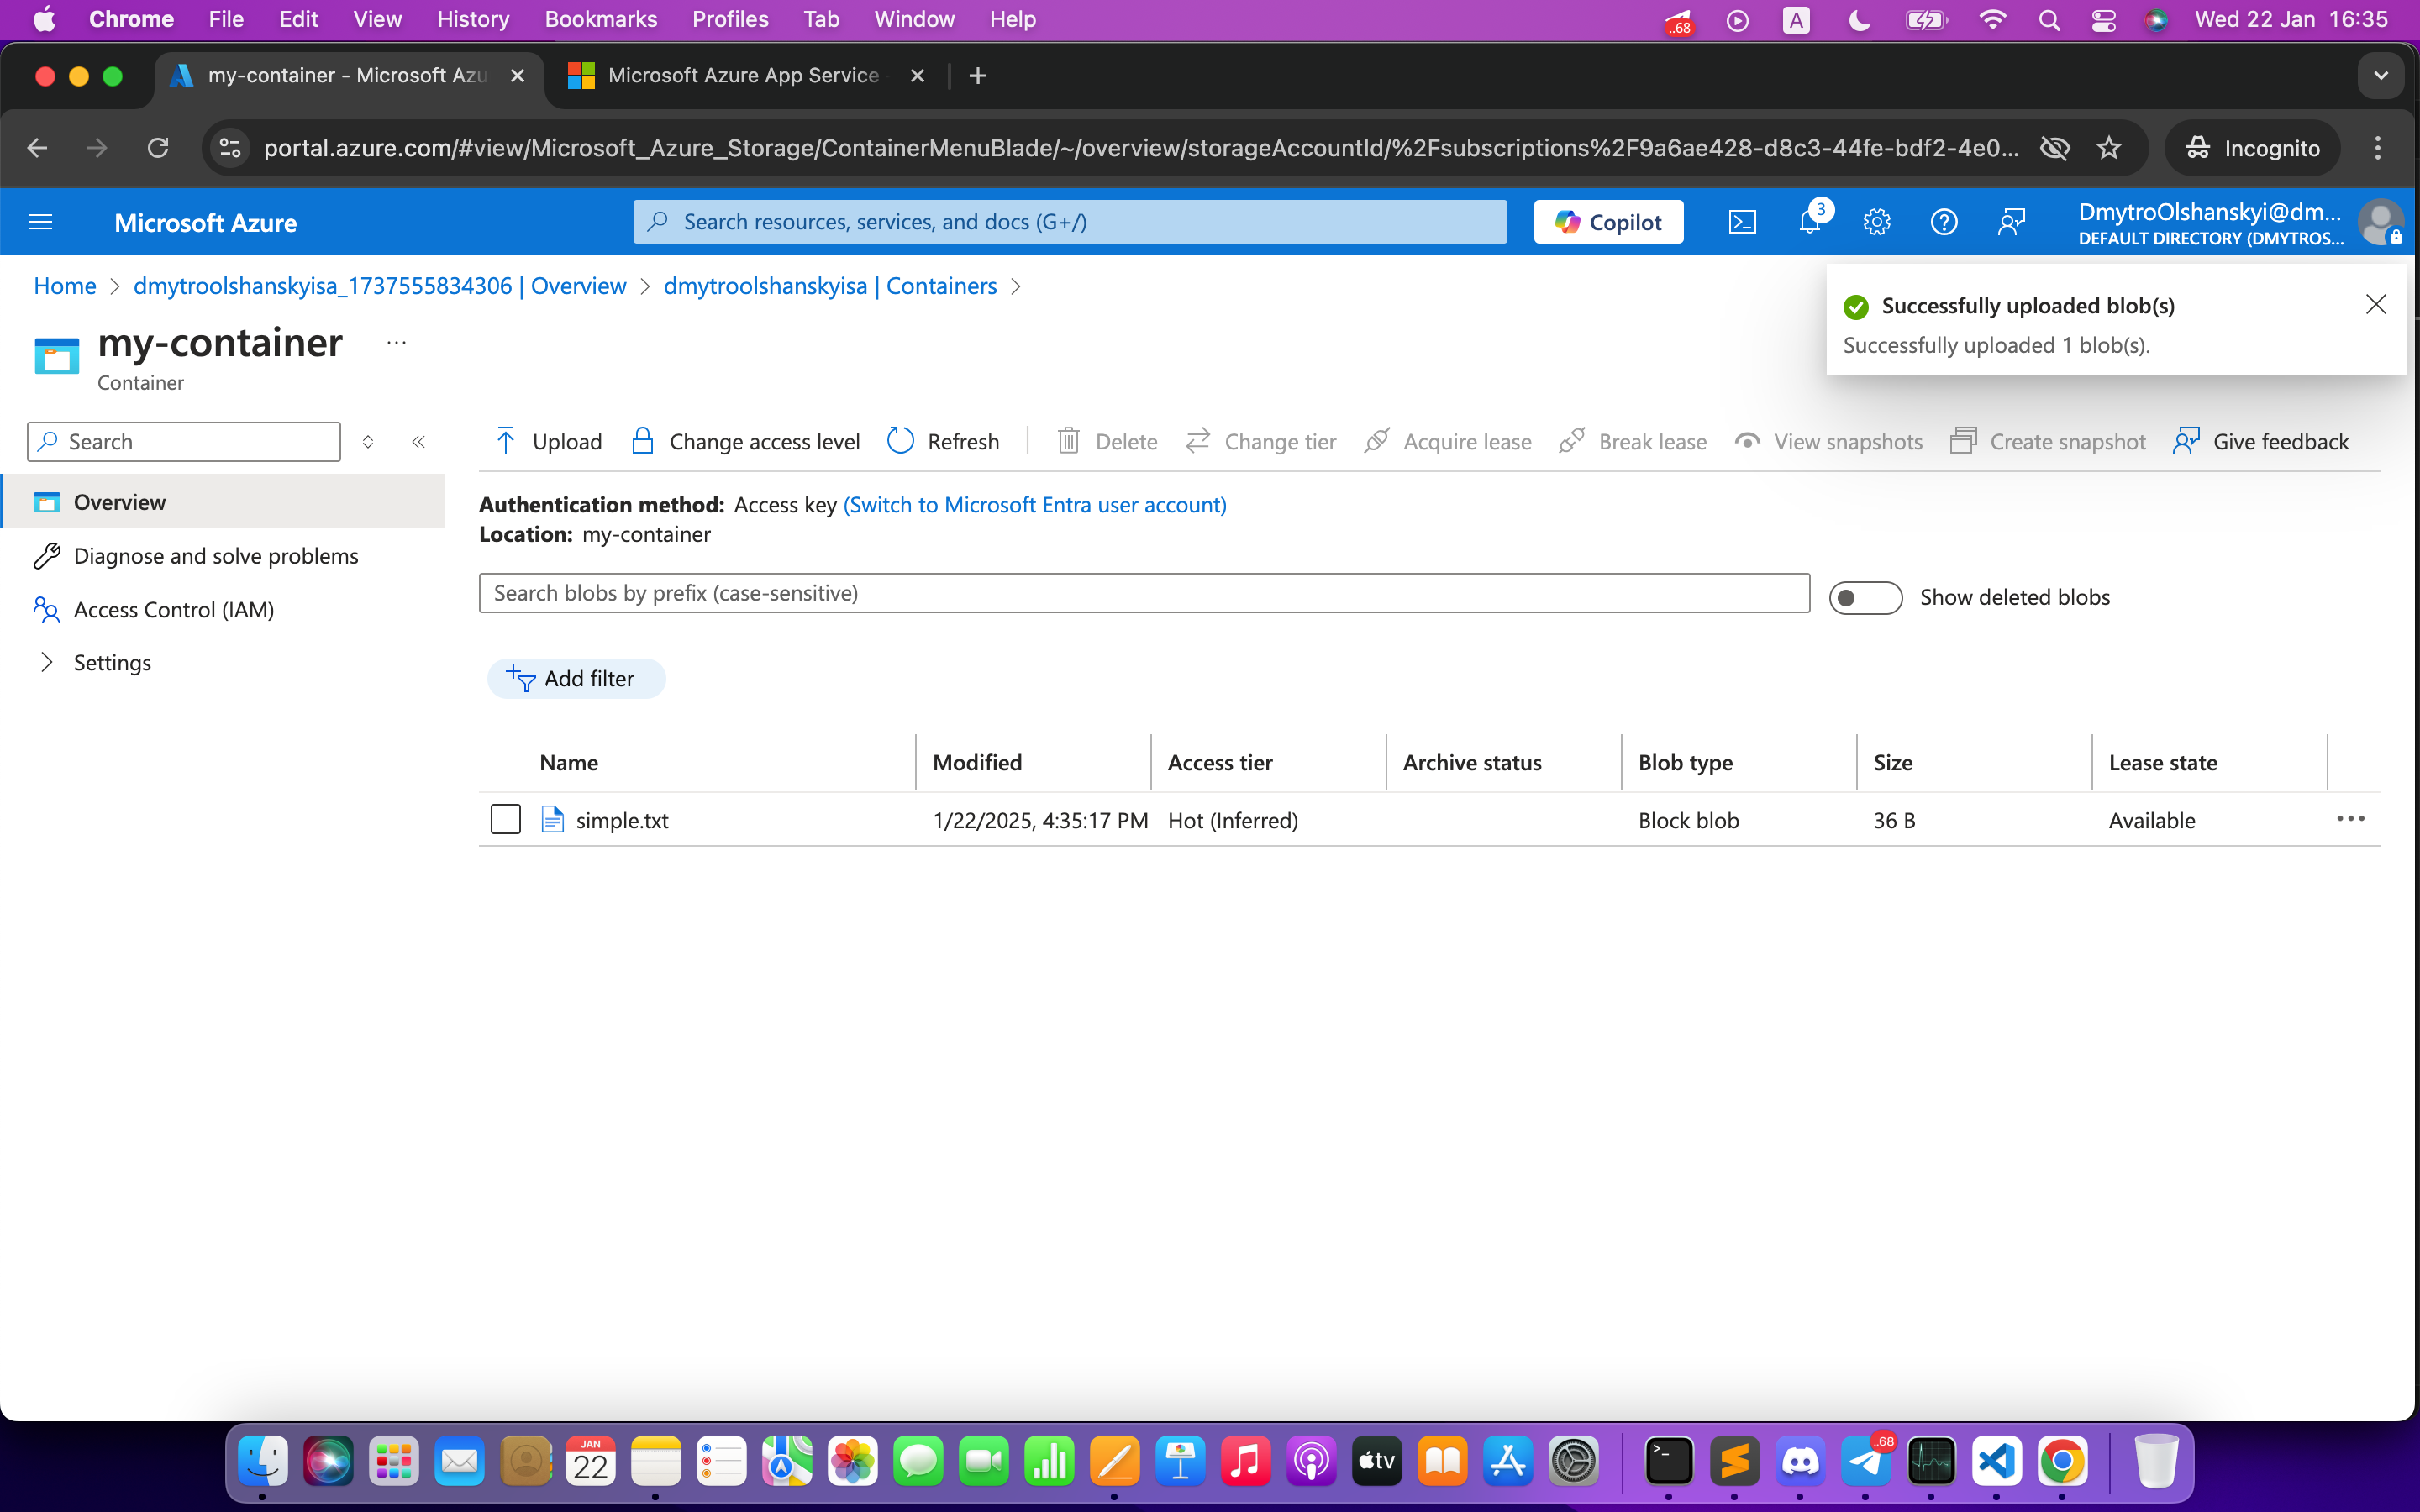 Chrome File Edit View History Bookmarks Profiles Tab Window Help ..68 A Wed 22 Jan 16:35
my-container - Microsoft Azu Microsoft Azure App Service
portal.azure.com/#view/Microsoft_Azure_Storage/ContainerMenuBlade/~/overview/storageAccountId/%2Fsubscriptions%2F9a6ae428-d8c3-44fe-bdf2-4e0... Incognito
Microsoft Azure Search resources, services, and docs (G+/) Copilot 3 DmytroOlshanskyi@dm...
DEFAULT DIRECTORY (DMYTROS...
Home > dmytroolshanskyisa_1737555834306 | Overview > dmytroolshanskyisa | Containers >
Successfully uploaded blob(s)
Successfully uploaded 1 blob(s).
my-container ...
Container
Search
Upload Change access level Refresh Delete Change tier Acquire lease Break lease View snapshots Create snapshot Give feedback
Overview
Diagnose and solve problems
Access Control (IAM)
Settings
Authentication method: Access key (Switch to Microsoft Entra user account)
Location: my-container
Search blobs by prefix (case-sensitive) Show deleted blobs
Add filter
Name Modified Access tier Archive status Blob type Size Lease state
simple.txt 1/22/2025, 4:35:17 PM Hot (Inferred) Block blob 36 B Available ...
JAN
22
tv
..68